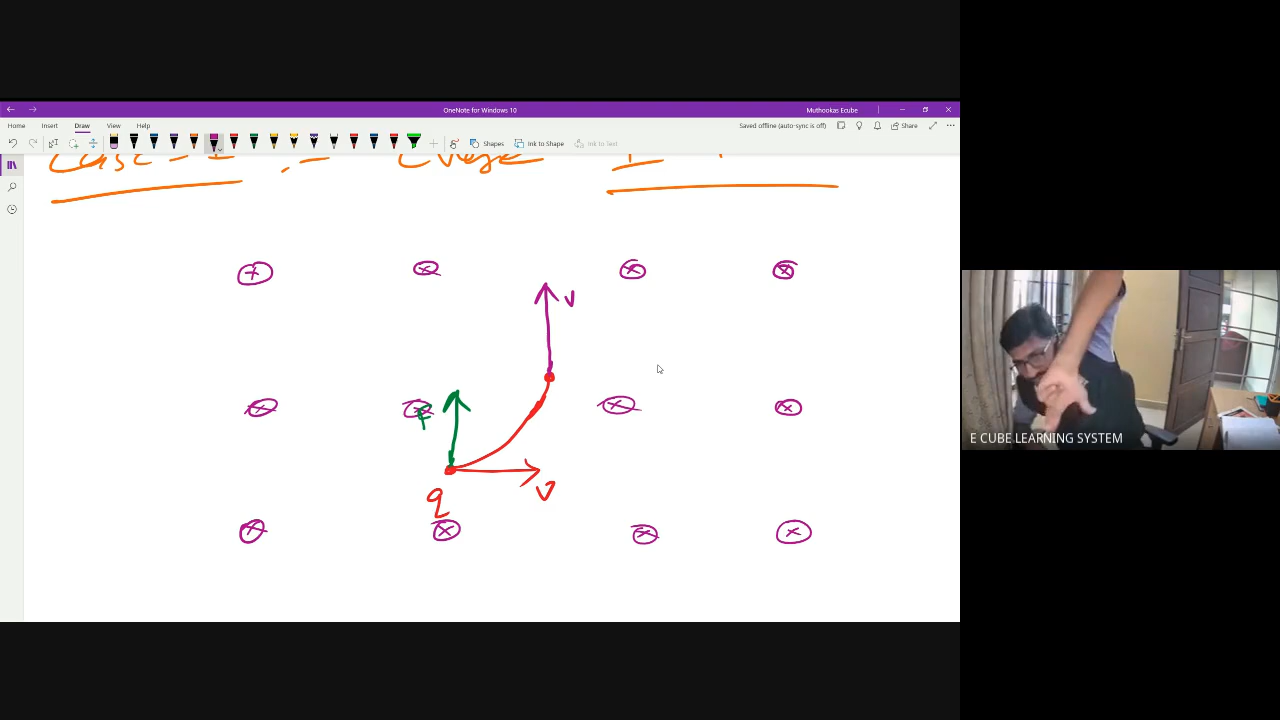 OneNote for Windows 10
Muthookas Ecube
Home Insert Draw View Help
Saved offline (auto-sync is off)
Share
Shapes Ink to Shape Ink to Text
v
F
v
q
E CUBE LEARNING SYSTEM